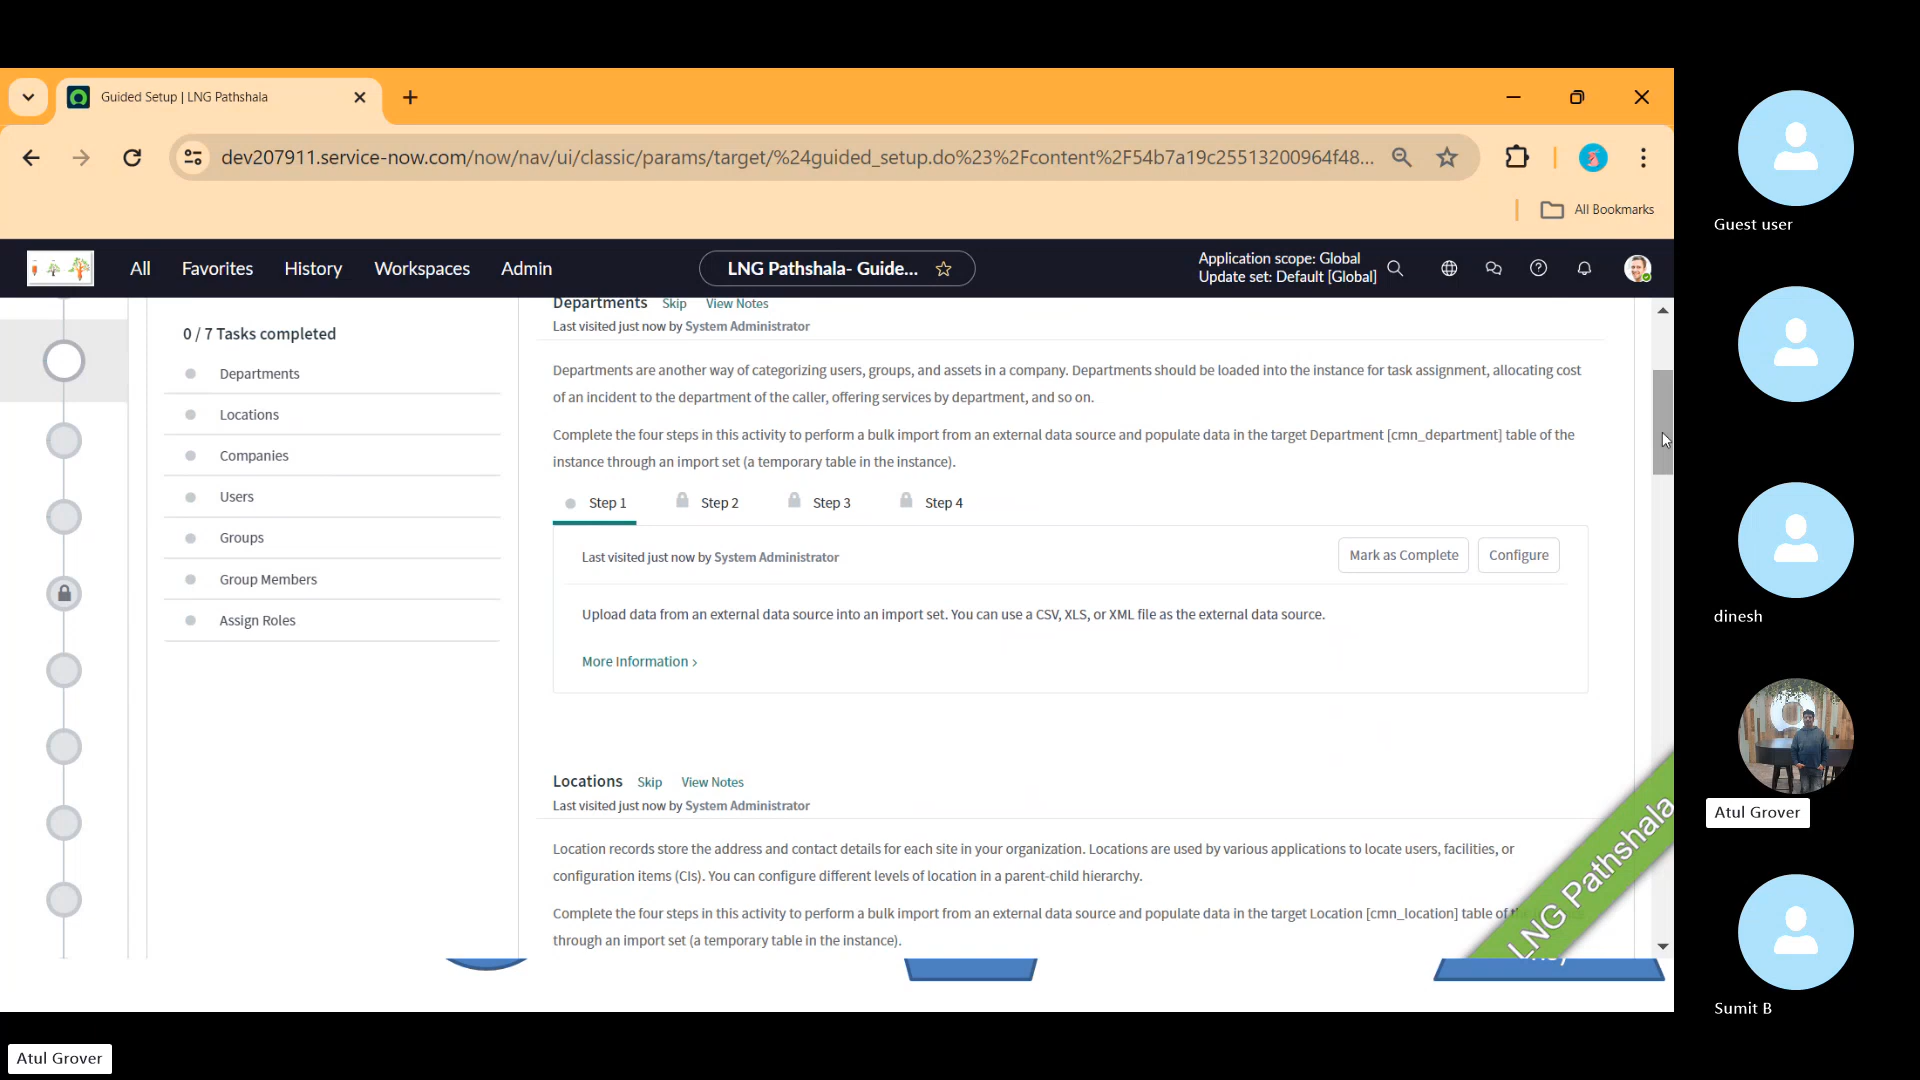 Guided Setup | LNG Pathshala
dev207911.service-now.com/now/nav/ui/classic/params/target/%24guided_setup.do%23%2Fcontent%2F54b7a19c25513200964f48...
All Bookmarks
All
Favorites
History
Workspaces
Admin
LNG Pathshala- Guide...
Application scope: Global
Update set: Default [Global]
0 / 7 Tasks completed
Departments
Locations
Companies
Users
Groups
Group Members
Assign Roles
Departments Skip View Notes
Last visited just now by System Administrator
Departments are another way of categorizing users, groups, and assets in a company. Departments should be loaded into the instance for task assignment, allocating cost
of an incident to the department of the caller, offering services by department, and so on.
Complete the four steps in this activity to perform a bulk import from an external data source and populate data in the target Department [cmn_department] table of the
instance through an import set (a temporary table in the instance).
Step 1 Step 2 Step 3 Step 4
Last visited just now by System Administrator
Mark as Complete Configure
Upload data from an external data source into an import set. You can use a CSV, XLS, or XML file as the external data source.
More Information ›
Locations Skip View Notes
Last visited just now by System Administrator
Location records store the address and contact details for each site in your organization. Locations are used by various applications to locate users, facilities, or
configuration items (CIs). You can configure different levels of location in a parent-child hierarchy.
Complete the four steps in this activity to perform a bulk import from an external data source and populate data in the target Location [cmn_location] table of
through an import set (a temporary table in the instance).
LNG Pathshala
Guest user
dinesh
Atul Grover
Sumit B
Atul Grover